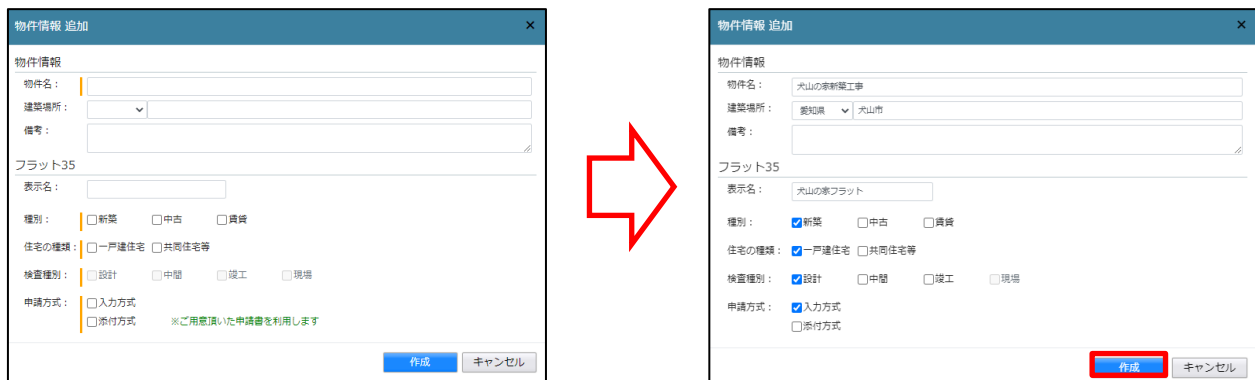 物件情報 追加 ×
物件情報
物件名：
建築場所：
備考：
フラット35
表示名：
種別： 新築 中古 賃貸
住宅の種類： 一戸建住宅 共同住宅等
検査種別： 設計 中間 竣工 現場
申請方式： 入力方式
添付方式 ※ご用意頂いた申請書を利用します
作成 キャンセル
物件情報 追加 ×
物件情報
物件名： 犬山の家新築工事
建築場所： 愛知県 犬山市
備考：
フラット35
表示名： 犬山の家フラット
種別： 新築 中古 賃貸
住宅の種類： 一戸建住宅 共同住宅等
検査種別： 設計 中間 竣工 現場
申請方式： 入力方式
添付方式
作成 キャンセル